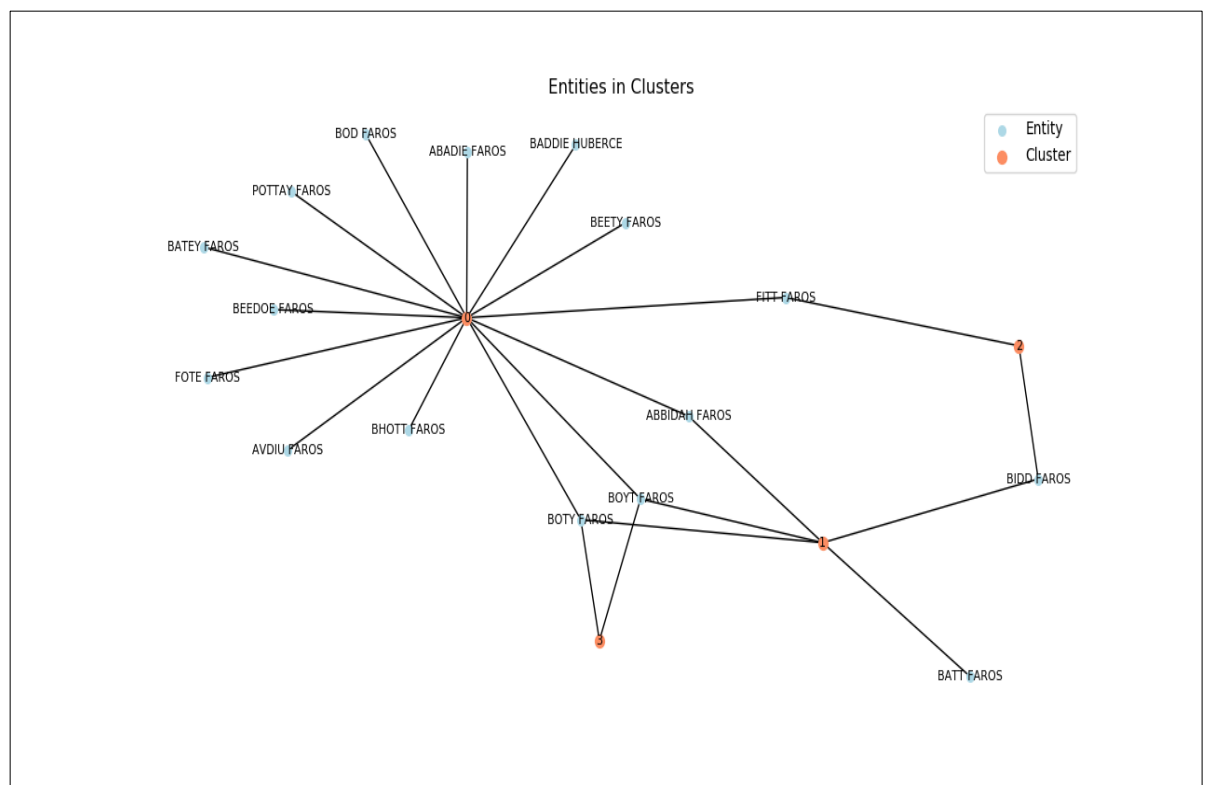 Entities in Clusters
Entity
Cluster
BOD FAROS
ABADIE FAROS
BADDIE HUBERCE
POTTAY FAROS
BEETY FAROS
BATEY FAROS
FITT FAROS
BEEDOE FAROS
0
2
FOTE FAROS
ABBIDAH FAROS
BHOTT FAROS
AVDIU FAROS
BIDD FAROS
BOYT FAROS
BOTY FAROS
1
3
BATT FAROS